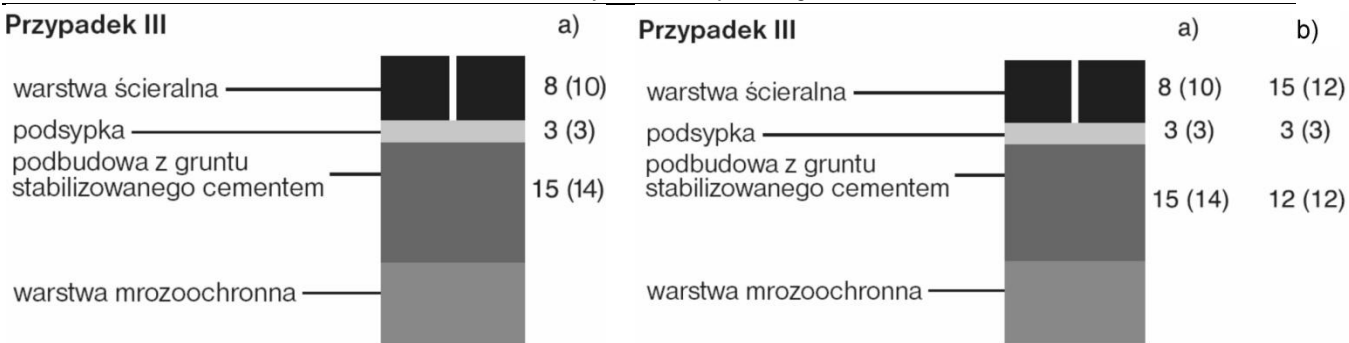 Przypadek III a)
warstwa ścieralna 8 (10)
podsypka 3 (3)
podbudowa z gruntu
stabilizowanego cementem 15 (14)
warstwa mrozoochronna
Przypadek III a) b)
warstwa ścieralna 8 (10) 15 (12)
podsypka 3 (3) 3 (3)
podbudowa z gruntu
stabilizowanego cementem 15 (14) 12 (12)
warstwa mrozoochronna